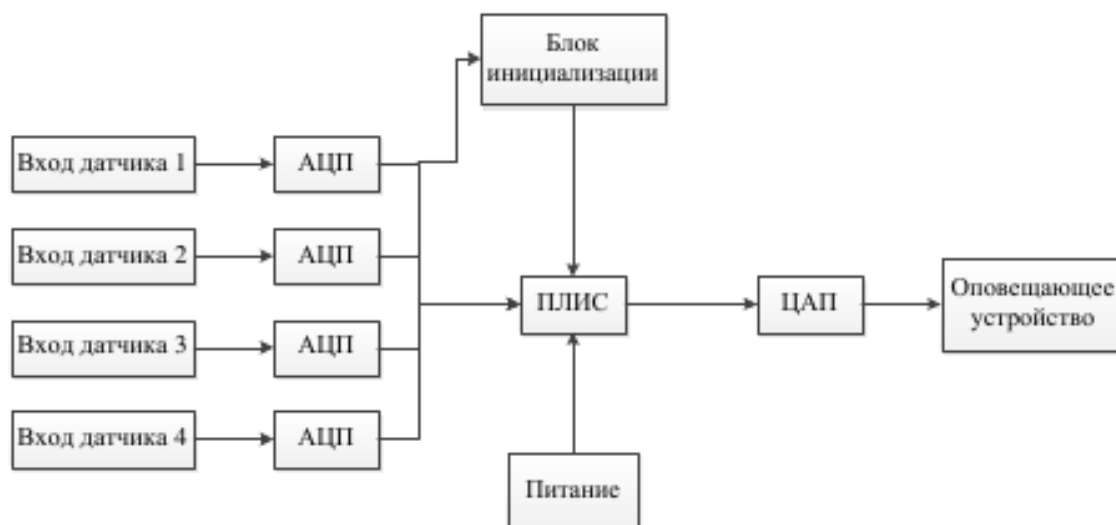 Блок
инициализации
Вход датчика 1
АЦП
Вход датчика 2
АЦП
ПЛИС
ЦАП
Оповещающее
устройство
Вход датчика 3
АЦП
Вход датчика 4
АЦП
Питание